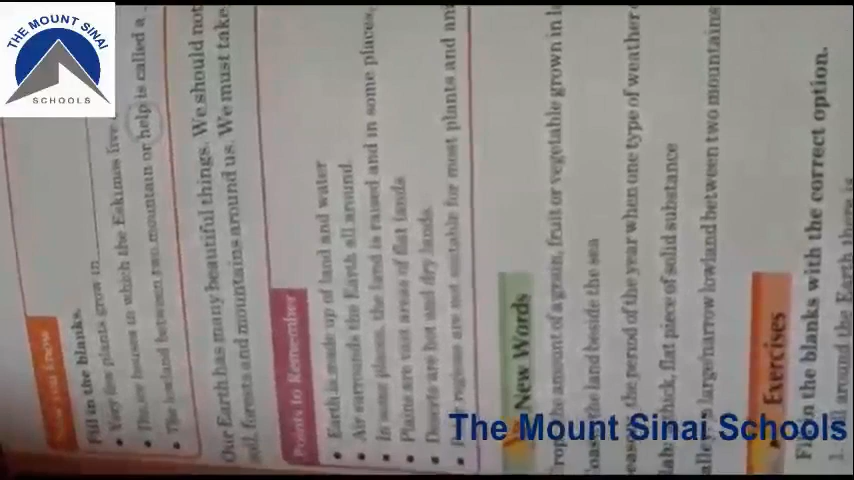 THE MOUNT SINAI
SCHOOLS
you Know
Fill in the blanks.
• Very few plants grow in
• The ice houses in which the Eskimos live
• The lowland between two mountain or help is called a
Our Earth has many beautiful things. We should not
soil, forests and mountains around us. We must take
Points to Remember
• Earth is made up of land and water
• Air surrounds the Earth all around.
• In some places, the land is raised and in some places,
• Plains are vast areas of flat lands.
• Deserts are hot and dry lands.
• regions are not suitable for most plants and
New Words
the amount of a grain, fruit or vegetable grown in
the land beside the sea
the period of the year when one type of weather
thick, flat piece of solid substance
large/narrow lowland between two mountains
Exercises
in the blanks with the correct option.
1. all around the Earth there is
The Mount Sinai Schools